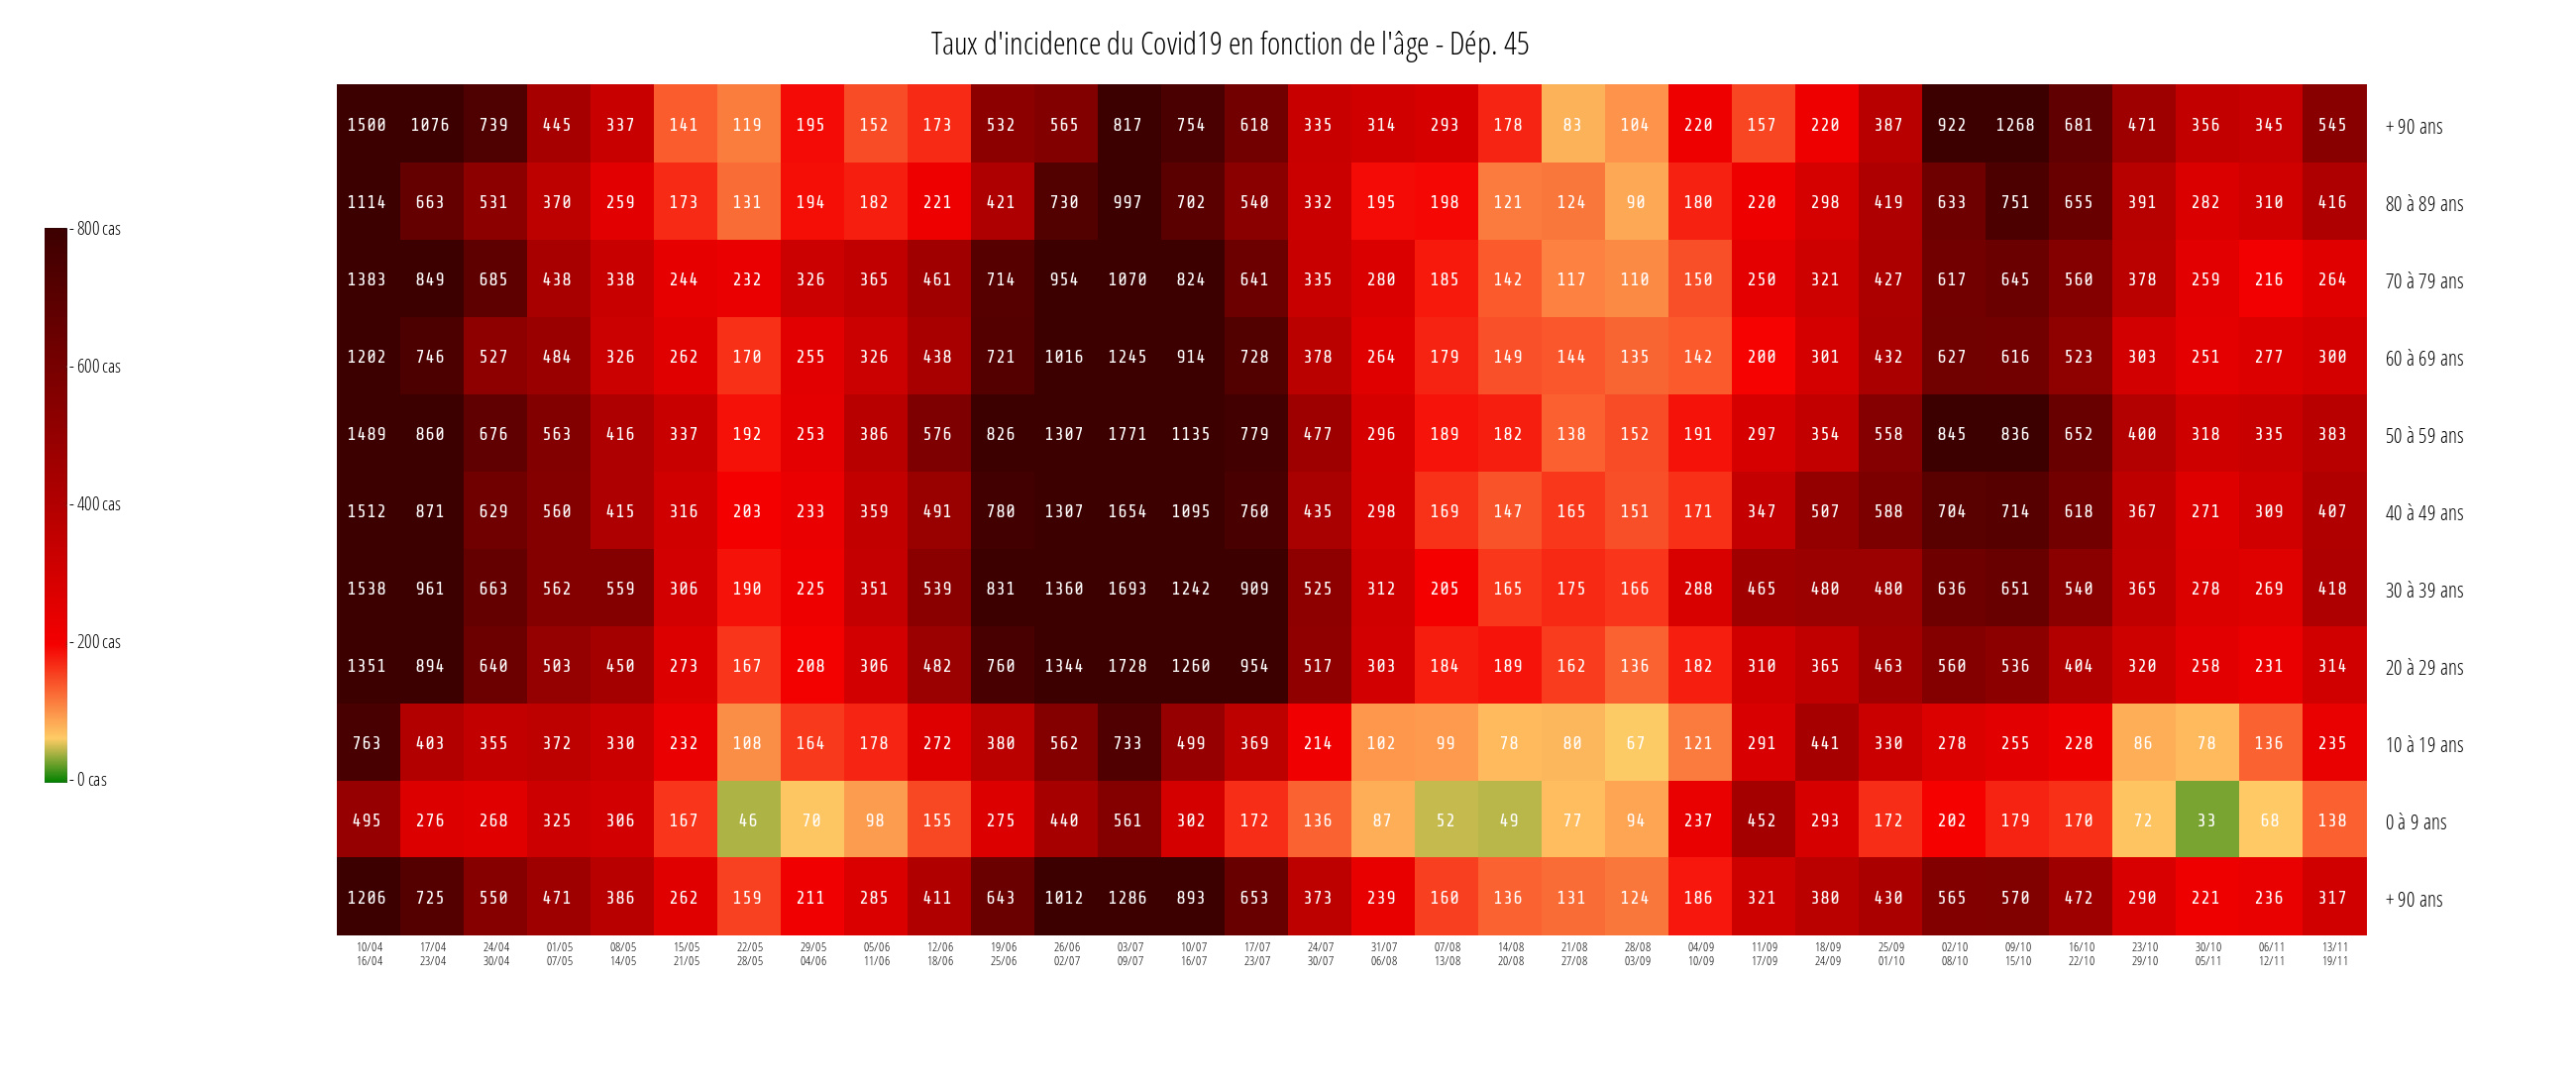 Taux d'incidence du Covid19 en fonction de l'âge - Dép. 45
1500 1076 739 445 337 141 119 195 152 173 532 565 817 754 618 335 314 293 178 83 104 220 157 220 387 922 1268 681 471 356 345 545 + 90 ans
1114 663 531 370 259 173 131 194 182 221 421 730 997 702 540 332 195 198 121 124 90 180 220 298 419 633 751 655 391 282 310 416 80 à 89 ans
- 800 cas
1383 849 685 438 338 244 232 326 365 461 714 954 1070 824 641 335 280 185 142 117 110 150 250 321 427 617 645 560 378 259 216 264 70 à 79 ans
1202 746 527 484 326 262 170 255 326 438 721 1016 1245 914 728 378 264 179 149 144 135 142 200 301 432 627 616 523 303 251 277 300 60 à 69 ans
- 600 cas
1489 860 676 563 416 337 192 253 386 576 826 1307 1771 1135 779 477 296 189 182 138 152 191 297 354 558 845 836 652 400 318 335 383 50 à 59 ans
- 400 cas
1512 871 629 560 415 316 203 233 359 491 780 1307 1654 1095 760 435 298 169 147 165 151 171 347 507 588 704 714 618 367 271 309 407 40 à 49 ans
1538 961 663 562 559 306 190 225 351 539 831 1360 1693 1242 909 525 312 205 165 175 166 288 465 480 480 636 651 540 365 278 269 418 30 à 39 ans
- 200 cas
1351 894 640 503 450 273 167 208 306 482 760 1344 1728 1260 954 517 303 184 189 162 136 182 310 365 463 560 536 404 320 258 231 314 20 à 29 ans
763 403 355 372 330 232 108 164 178 272 380 562 733 499 369 214 102 99 78 80 67 121 291 441 330 278 255 228 86 78 136 235 10 à 19 ans
- 0 cas
495 276 268 325 306 167 46 70 98 155 275 440 561 302 172 136 87 52 49 77 94 237 452 293 172 202 179 170 72 33 68 138 0 à 9 ans
1206 725 550 471 386 262 159 211 285 411 643 1012 1286 893 653 373 239 160 136 131 124 186 321 380 430 565 570 472 290 221 236 317 + 90 ans
10/04 17/04 24/04 01/05 08/05 15/05 22/05 29/05 05/06 12/06 19/06 26/06 03/07 10/07 17/07 24/07 31/07 07/08 14/08 21/08 28/08 04/09 11/09 18/09 25/09 02/10 09/10 16/10 23/10 30/10 06/11 13/11
16/04 23/04 30/04 07/05 14/05 21/05 28/05 04/06 11/06 18/06 25/06 02/07 09/07 16/07 23/07 30/07 06/08 13/08 20/08 27/08 03/09 10/09 17/09 24/09 01/10 08/10 15/10 22/10 29/10 05/11 12/11 19/11